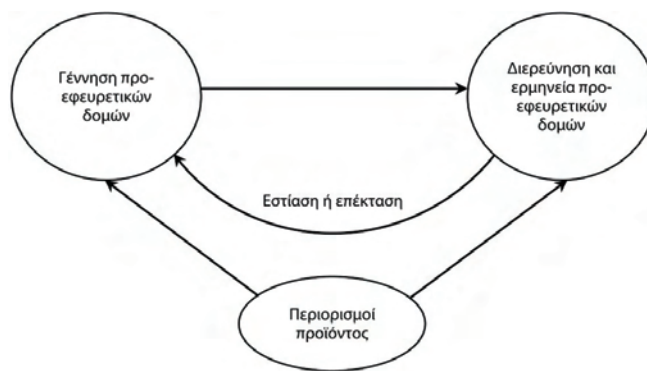 Γέννηση προ-
εφευρετικών
δομών
Διερεύνηση και
ερμηνεία προ-
εφευρετικών
δομών
Εστίαση ή επέκταση
Περιορισμοί
προϊόντος